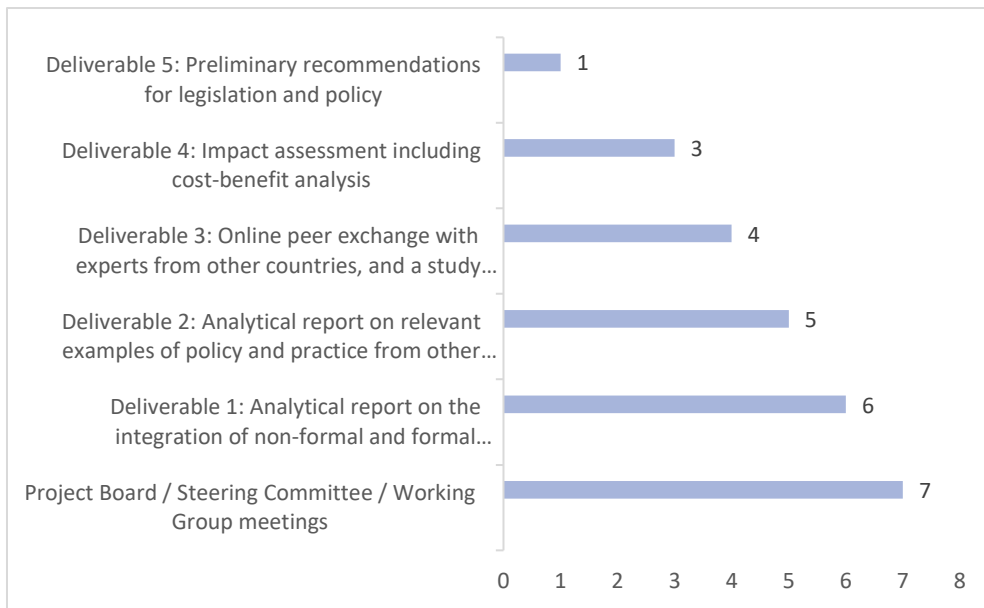 Deliverable 5: Preliminary recommendations
for legislation and policy
1
Deliverable 4: Impact assessment including
cost-benefit analysis
3
Deliverable 3: Online peer exchange with
experts from other countries, and a study...
4
Deliverable 2: Analytical report on relevant
examples of policy and practice from other...
5
Deliverable 1: Analytical report on the
integration of non-formal and formal...
6
Project Board / Steering Committee / Working
Group meetings
7
0 1 2 3 4 5 6 7 8